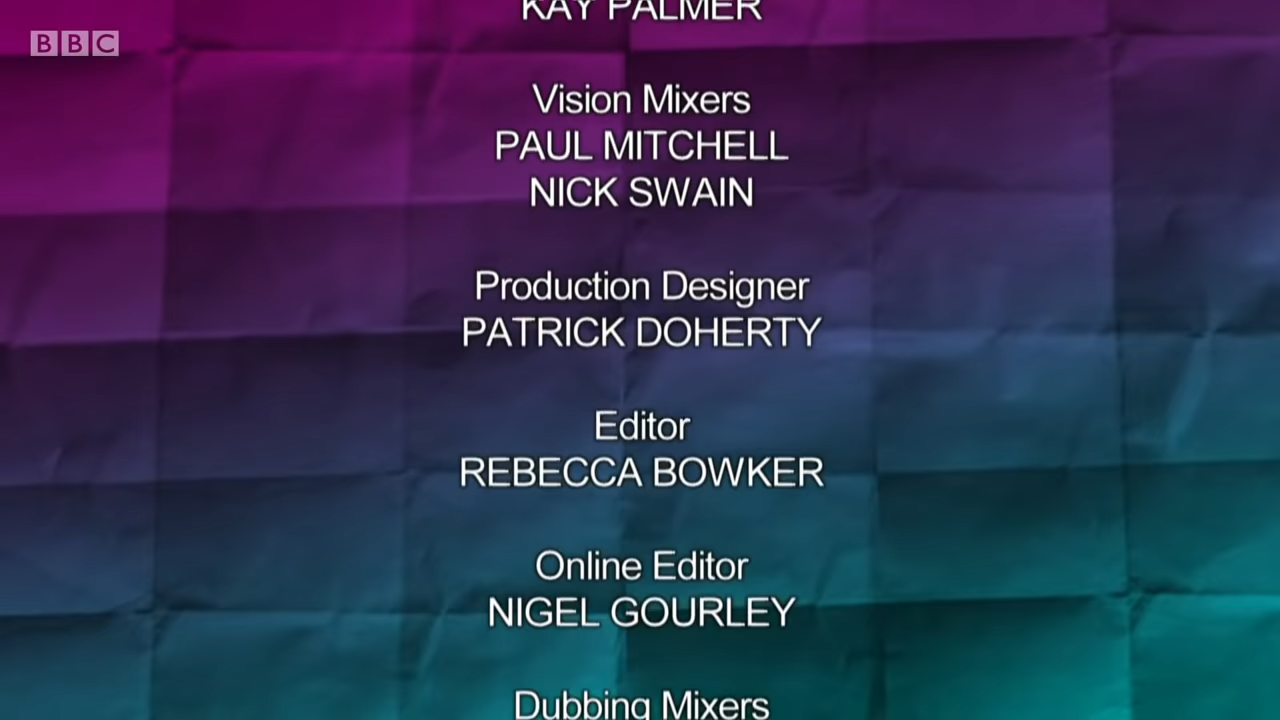 BBC
KAY PALMER
Vision Mixers
PAUL MITCHELL
NICK SWAIN
Production Designer
PATRICK DOHERTY
Editor
REBECCA BOWKER
Online Editor
NIGEL GOURLEY
Dubbing Mixers